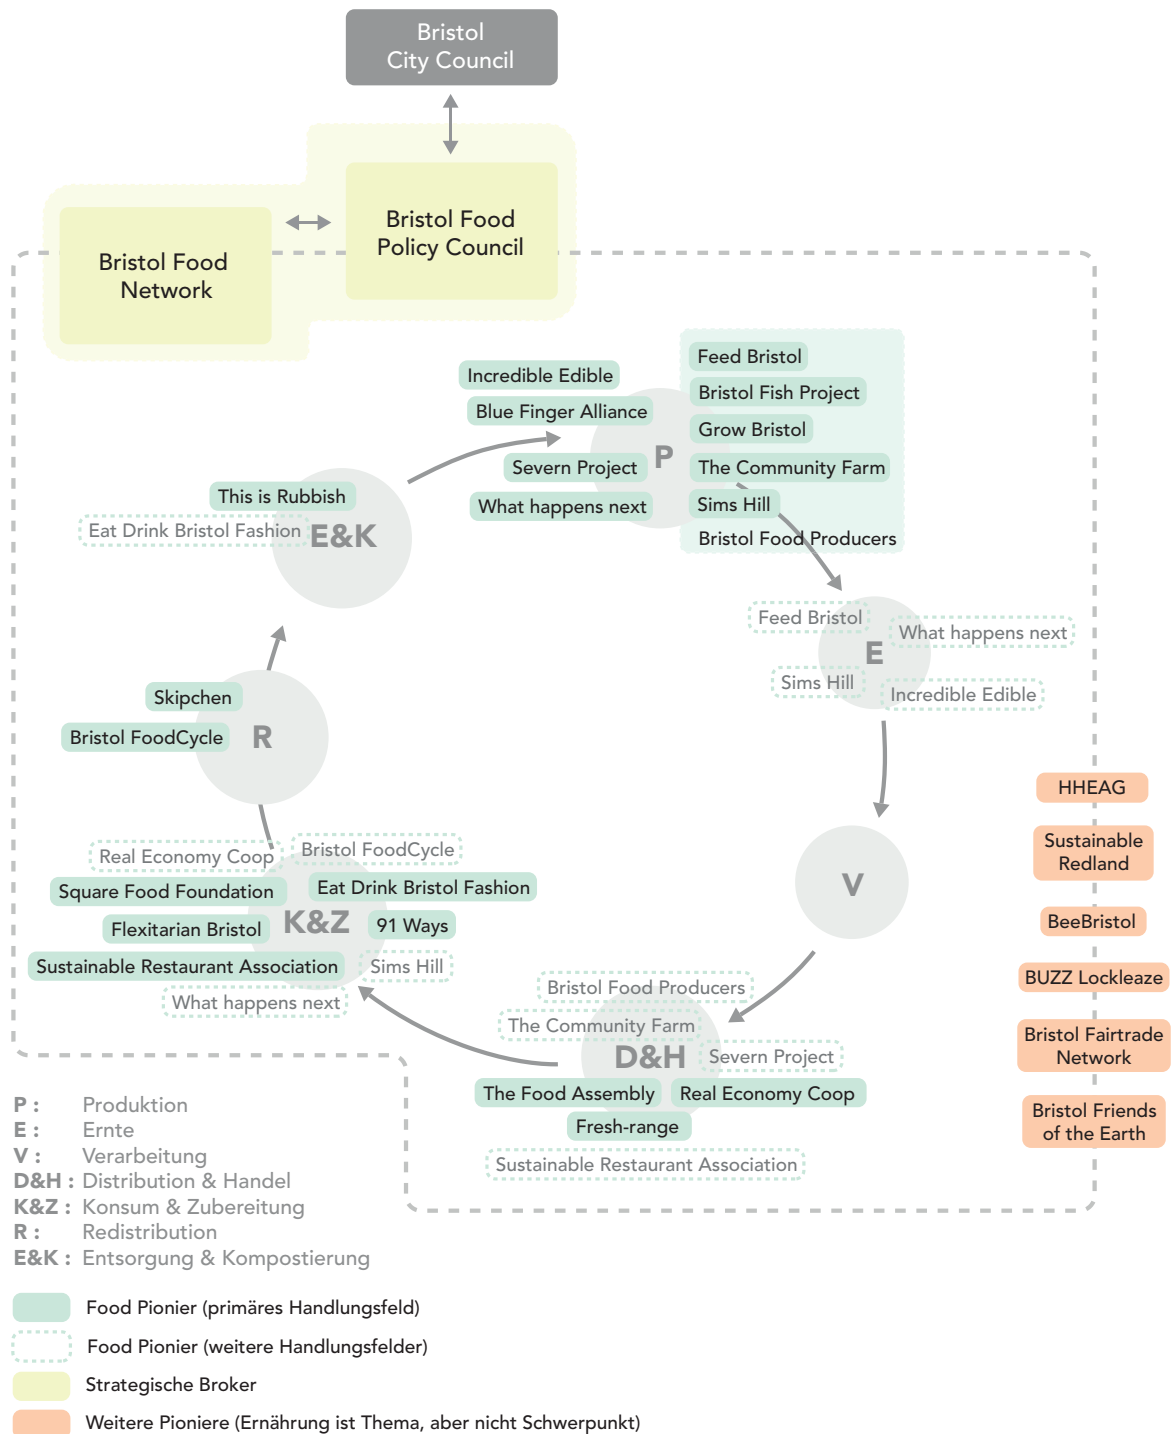 Bristol
City Council
Bristol Food
Policy Council
Bristol Food
Network
Incredible Edible
Blue Finger Alliance
Severn Project
What happens next
P
Feed Bristol
Bristol Fish Project
Grow Bristol
The Community Farm
Sims Hill
Bristol Food Producers
This is Rubbish
Eat Drink Bristol Fashion
E&K
Feed Bristol
What happens next
E
Sims Hill
Incredible Edible
Skipchen
Bristol FoodCycle
R
V
Real Economy Coop
Bristol FoodCycle
Square Food Foundation
Eat Drink Bristol Fashion
Flexitarian Bristol
K&Z
91 Ways
Sustainable Restaurant Association
Sims Hill
What happens next
Bristol Food Producers
The Community Farm
D&H
Severn Project
The Food Assembly
Real Economy Coop
Fresh-range
Sustainable Restaurant Association
HHEAG
Sustainable
Redland
BeeBristol
BUZZ Lockleaze
Bristol Fairtrade
Network
Bristol Friends
of the Earth
P : Produktion
E : Ernte
V : Verarbeitung
D&H : Distribution & Handel
K&Z : Konsum & Zubereitung
R : Redistribution
E&K : Entsorgung & Kompostierung
Food Pionier (primäres Handlungsfeld)
Food Pionier (weitere Handlungsfelder)
Strategische Broker
Weitere Pioniere (Ernährung ist Thema, aber nicht Schwerpunkt)